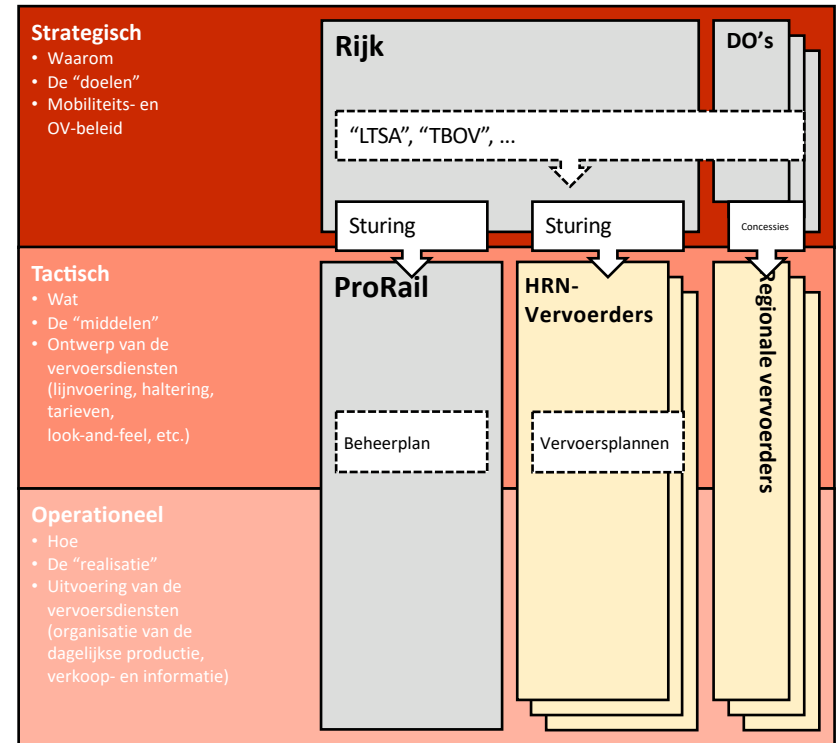 Strategisch
• Waarom
• De “doelen”
• Mobiliteits- en
OV-beleid
Rijk
DO’s
“LTSA”, “TBOV”, ...
Sturing
Sturing
Concessies
Tactisch
• Wat
• De “middelen”
• Ontwerp van de
vervoersdiensten
(lijnvoering, haltering,
tarieven,
look-and-feel, etc.)
ProRail
HRN-
Vervoerders
Regionale vervoerders
Beheerplan
Vervoersplannen
Operationeel
• Hoe
• De “realisatie”
• Uitvoering van de
vervoersdiensten
(organisatie van de
dagelijkse productie,
verkoop- en informatie)